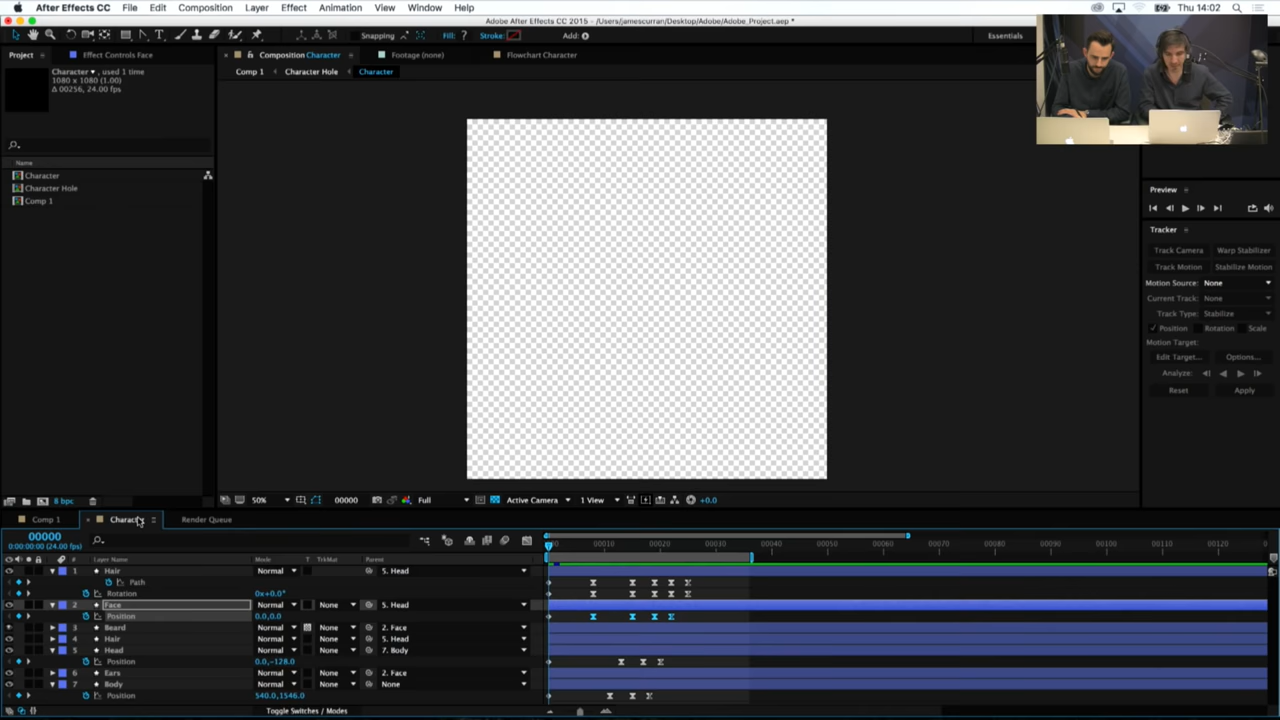 After Effects CC File Edit Composition Layer Effect Animation View Window Help Thu 14:02
Adobe After Effects CC 2015 - /Users/jamescurran/Desktop/Adobe/Adobe_Project.aep *
Snapping Fill: ? Stroke: Add: Essentials
Project Effect Controls Face Composition Character Footage (none) Flowchart Character
Character, used 1 time
1080 x 1080 (1.00)
Δ 00256, 24.00 fps
Comp 1 Character Hole Character
Name
Character
Character Hole
Comp 1
Preview
Tracker
Track Camera Warp Stabilizer
Track Motion Stabilize Motion
Motion Source: None
Current Track: None
Track Type: Stabilize
Position Rotation Scale
Motion Target:
Edit Target... Options...
Analyze:
Reset Apply
8 bpc 50% 00000 Full Active Camera 1 View +0.0
Comp 1 Character Render Queue
00000
0:00:00:00 (24.00 fps)
00010 00020 00030 00040 00050 00060 00070 00080 00090 00100 00110 00120
# Layer Name Mode T TrkMat Parent
1 Hair Normal 5. Head
Path
Rotation 0x+0.0°
2 Face Normal None 5. Head
Position 0.0,0.0
3 Beard Normal None 2. Face
4 Hair Normal None 5. Head
5 Head Normal None 7. Body
Position 0.0,-128.0
6 Ears Normal None 2. Face
7 Body Normal None None
Position 540.0,1546.0
Toggle Switches / Modes